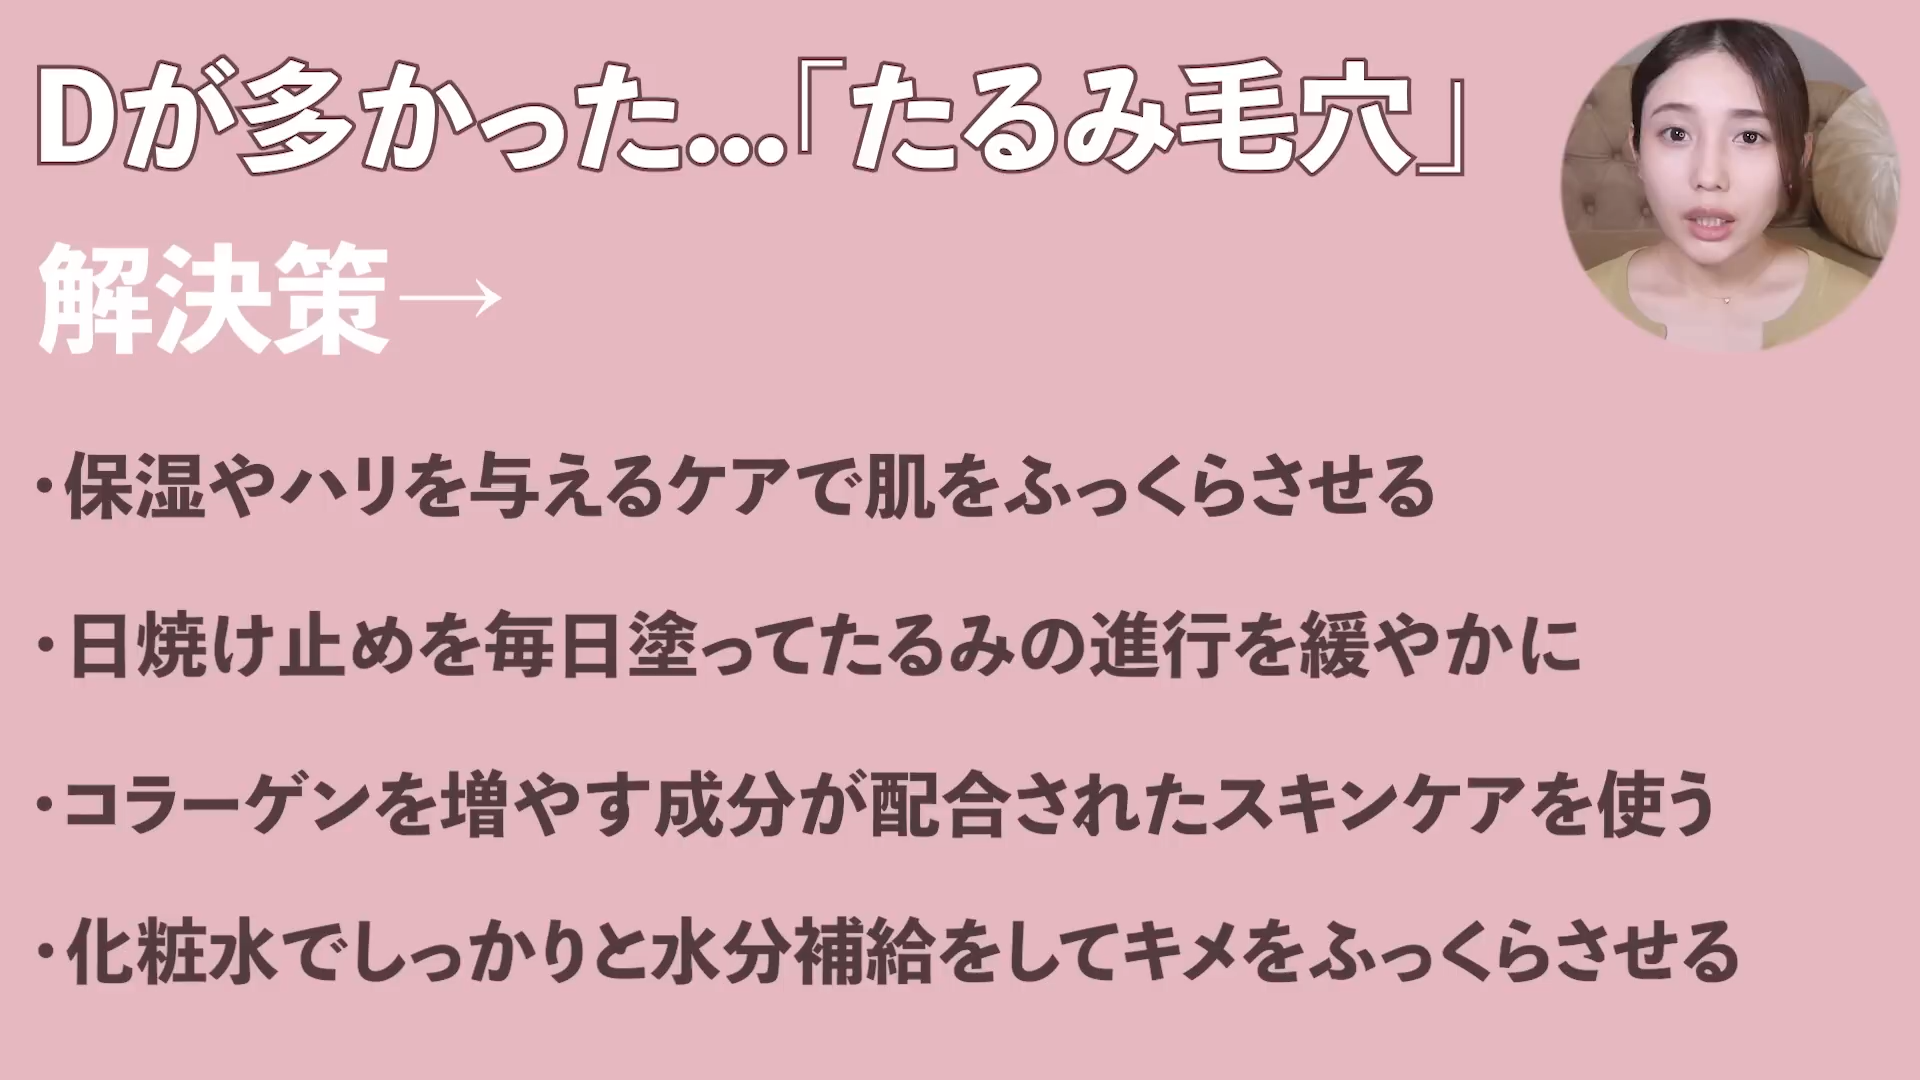 Dが多かった...「たるみ毛穴」
解決策→
・保湿やハリを与えるケアで肌をふっくらさせる
・日焼け止めを毎日塗ってたるみの進行を緩やかに
・コラーゲンを増やす成分が配合されたスキンケアを使う
・化粧水でしっかりと水分補給をしてキメをふっくらさせる